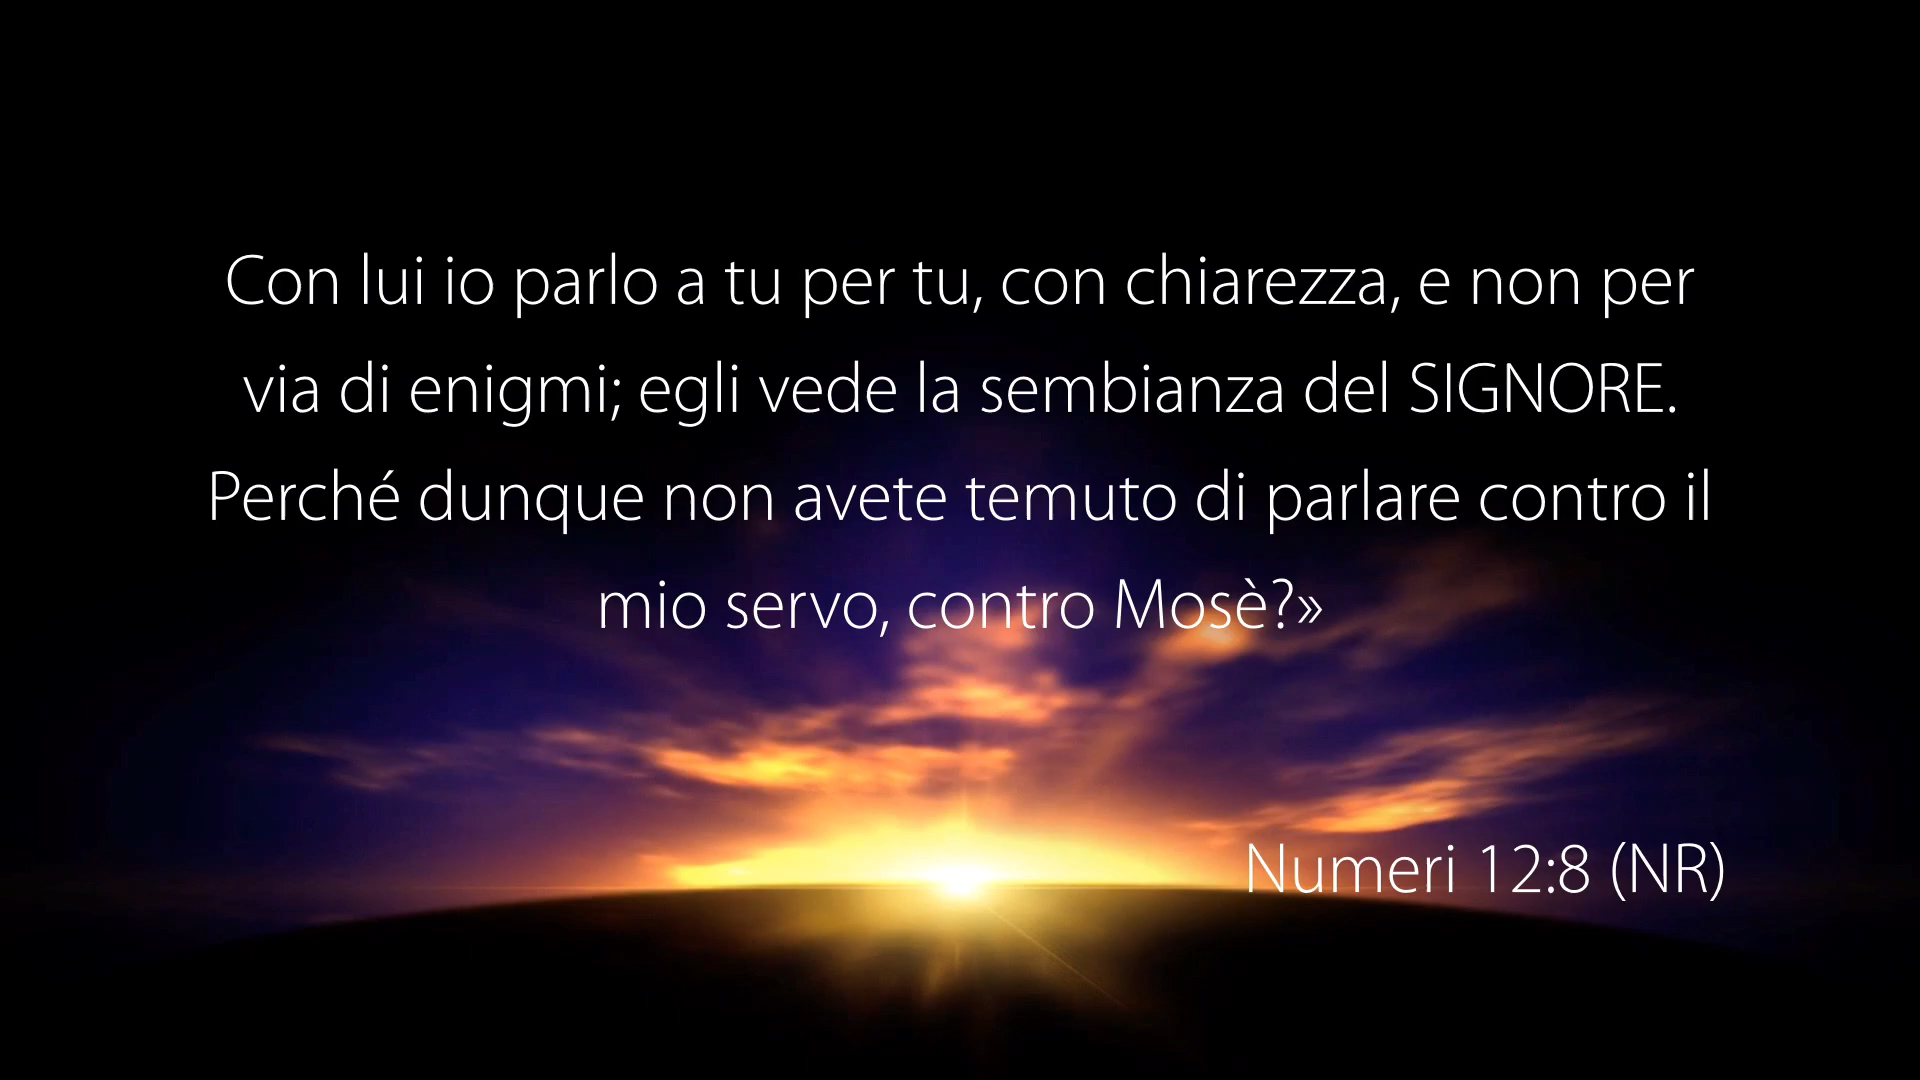 Con lui io parlo a tu per tu, con chiarezza, e non per
via di enigmi; egli vede la sembianza del SIGNORE.
Perché dunque non avete temuto di parlare contro il
mio servo, contro Mosè?»
Numeri 12:8 (NR)